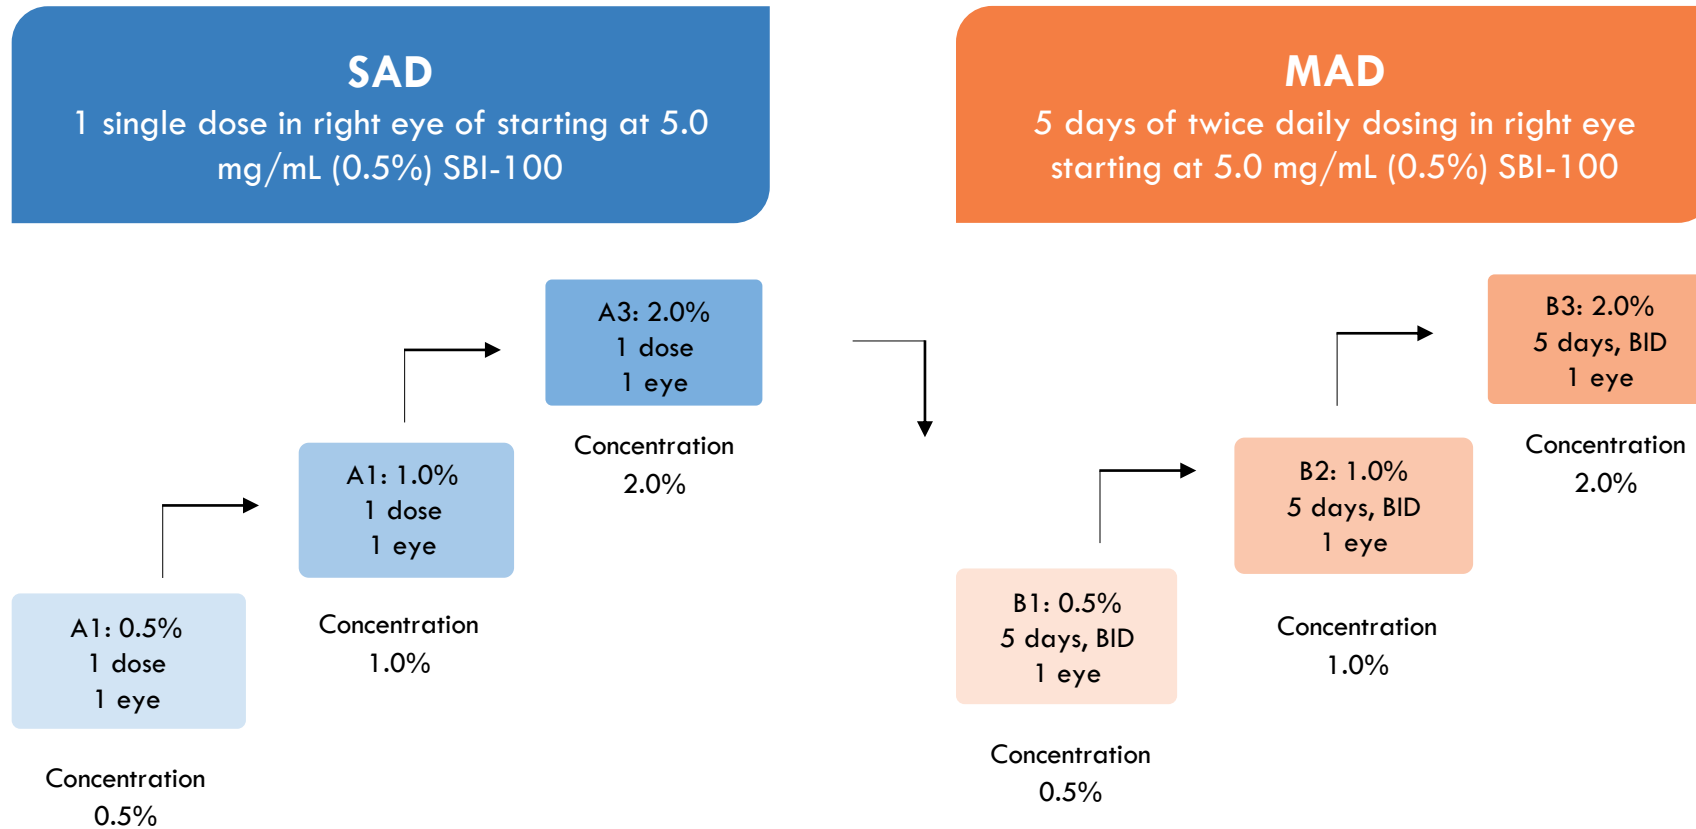 SAD
1 single dose in right eye of starting at 5.0
mg/mL (0.5%) SBI-100
MAD
5 days of twice daily dosing in right eye
starting at 5.0 mg/mL (0.5%) SBI-100
A1: 0.5%
1 dose
1 eye
Concentration
0.5%
A1: 1.0%
1 dose
1 eye
Concentration
1.0%
A3: 2.0%
1 dose
1 eye
Concentration
2.0%
B1: 0.5%
5 days, BID
1 eye
Concentration
0.5%
B2: 1.0%
5 days, BID
1 eye
Concentration
1.0%
B3: 2.0%
5 days, BID
1 eye
Concentration
2.0%